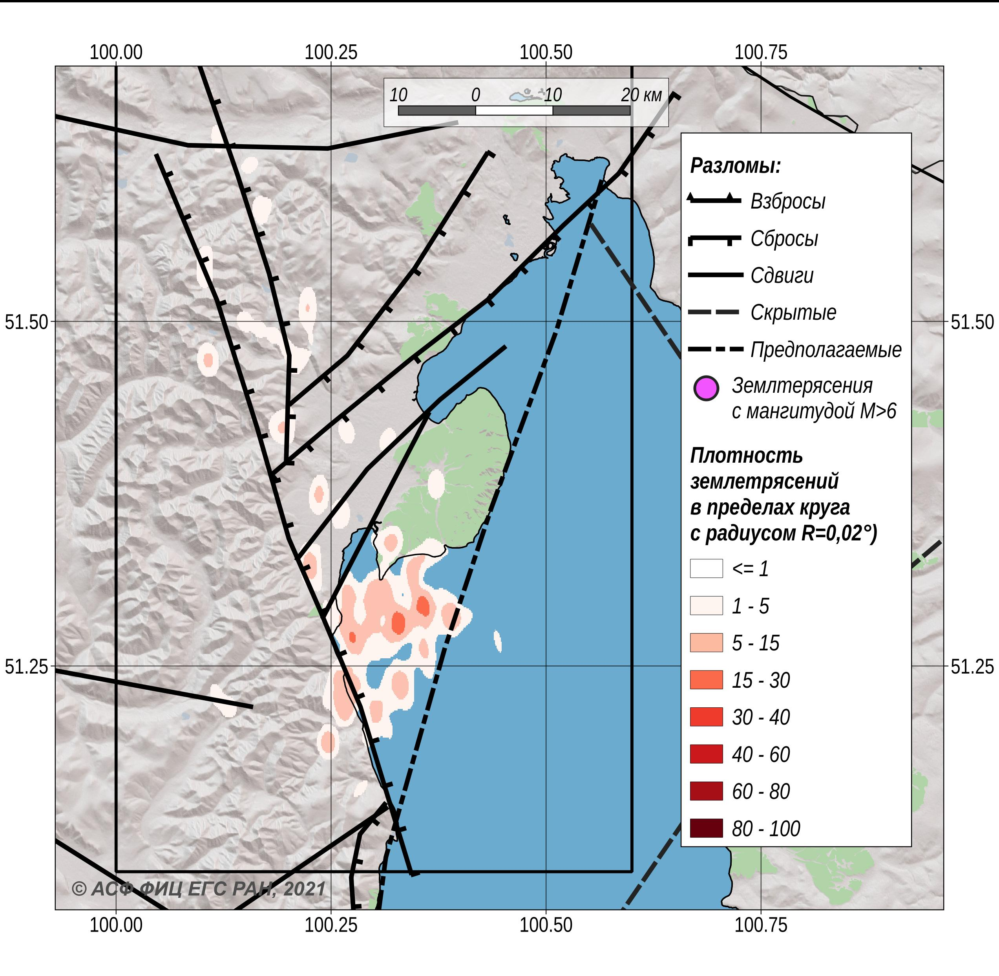 100.00 100.25 100.50 100.75
10 0 10 20 км
Разломы:
Взбросы
Сбросы
Сдвиги
Скрытые
Предполагаемые
Землтерясения
с мангитудой М>6
Плотность
землетрясений
в пределах круга
с радиусом R=0,02°)
<= 1
1 - 5
5 - 15
15 - 30
30 - 40
40 - 60
60 - 80
80 - 100
51.50 51.50
51.25 51.25
© АСФ ФИЦ ЕГС РАН, 2021
100.00 100.25 100.50 100.75